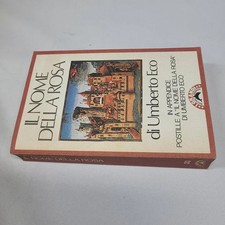 IL NOME
DELLA ROSA
di Umberto Eco
IN APPENDICE
POSTILLE A "IL NOME DELLA ROSA"
DI UMBERTO ECO
IL NOME DELLA ROSA